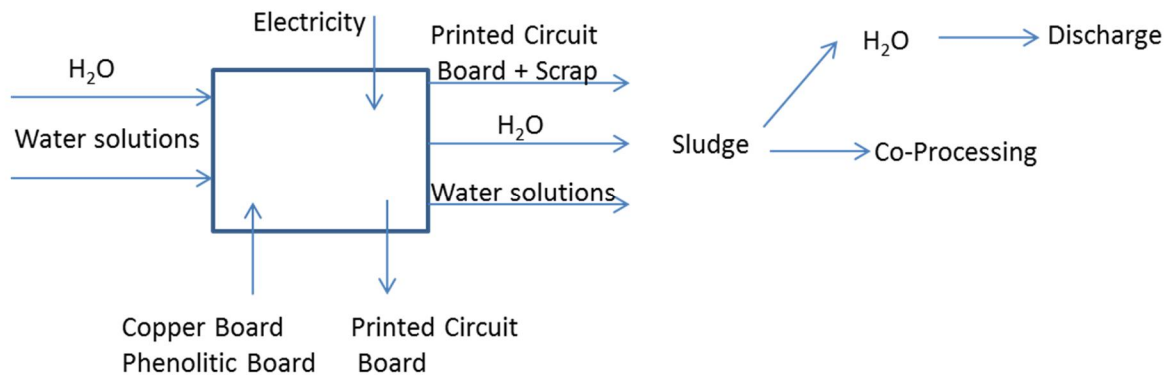 Electricity
H₂O
Water solutions
Printed Circuit
Board + Scrap
H₂O
Water solutions
Copper Board
Phenolitic Board
Printed Circuit
Board
Sludge
H₂O
Discharge
Co-Processing